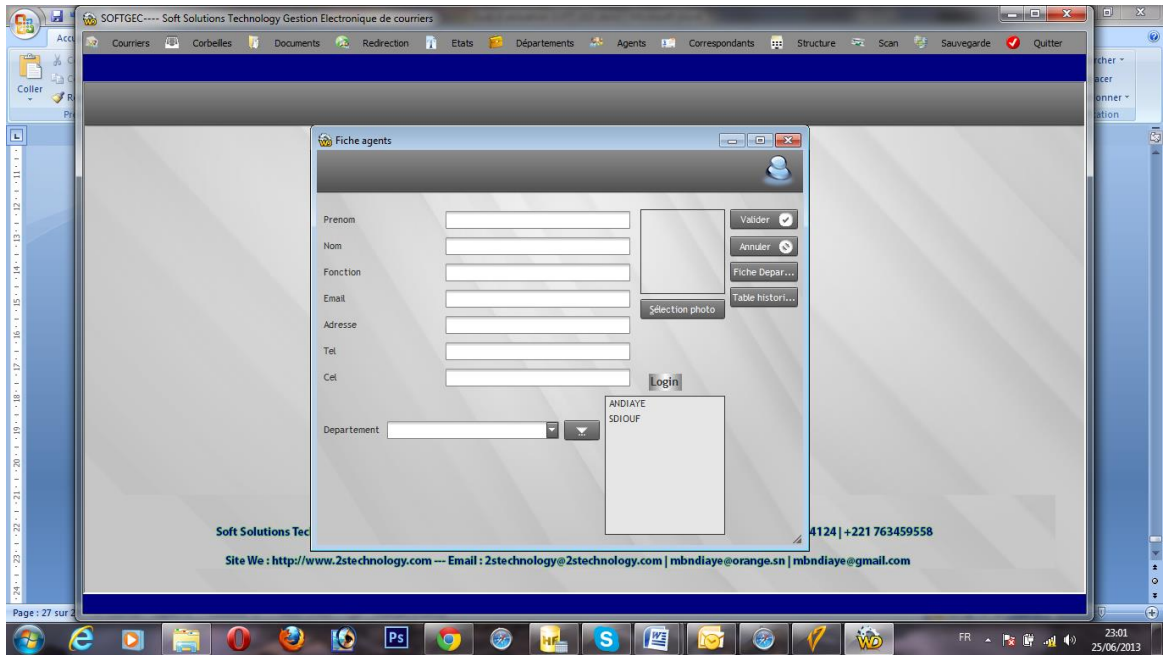 SOFTGEC---- Soft Solutions Technology Gestion Electronique de courriers
Courriers Corbeilles Documents Redirection Etats Départements Agents Correspondants Structure Scan Sauvegarde Quitter
Coller
Fiche agents
Prenom
Valider
Nom
Annuler
Fonction
Fiche Depar...
Email
Table histori...
Sélection photo
Adresse
Tel
Cel
Login
ANDIAYE
SDIOUF
Departement
Soft Solutions Tec
4124 | +221 763459558
Site We : http://www.2stechnology.com --- Email : 2stechnology@2stechnology.com | mbndiaye@orange.sn | mbndiaye@gmail.com
Page : 27 sur 2
Ps
HF
WD
FR
23:01
25/06/2013